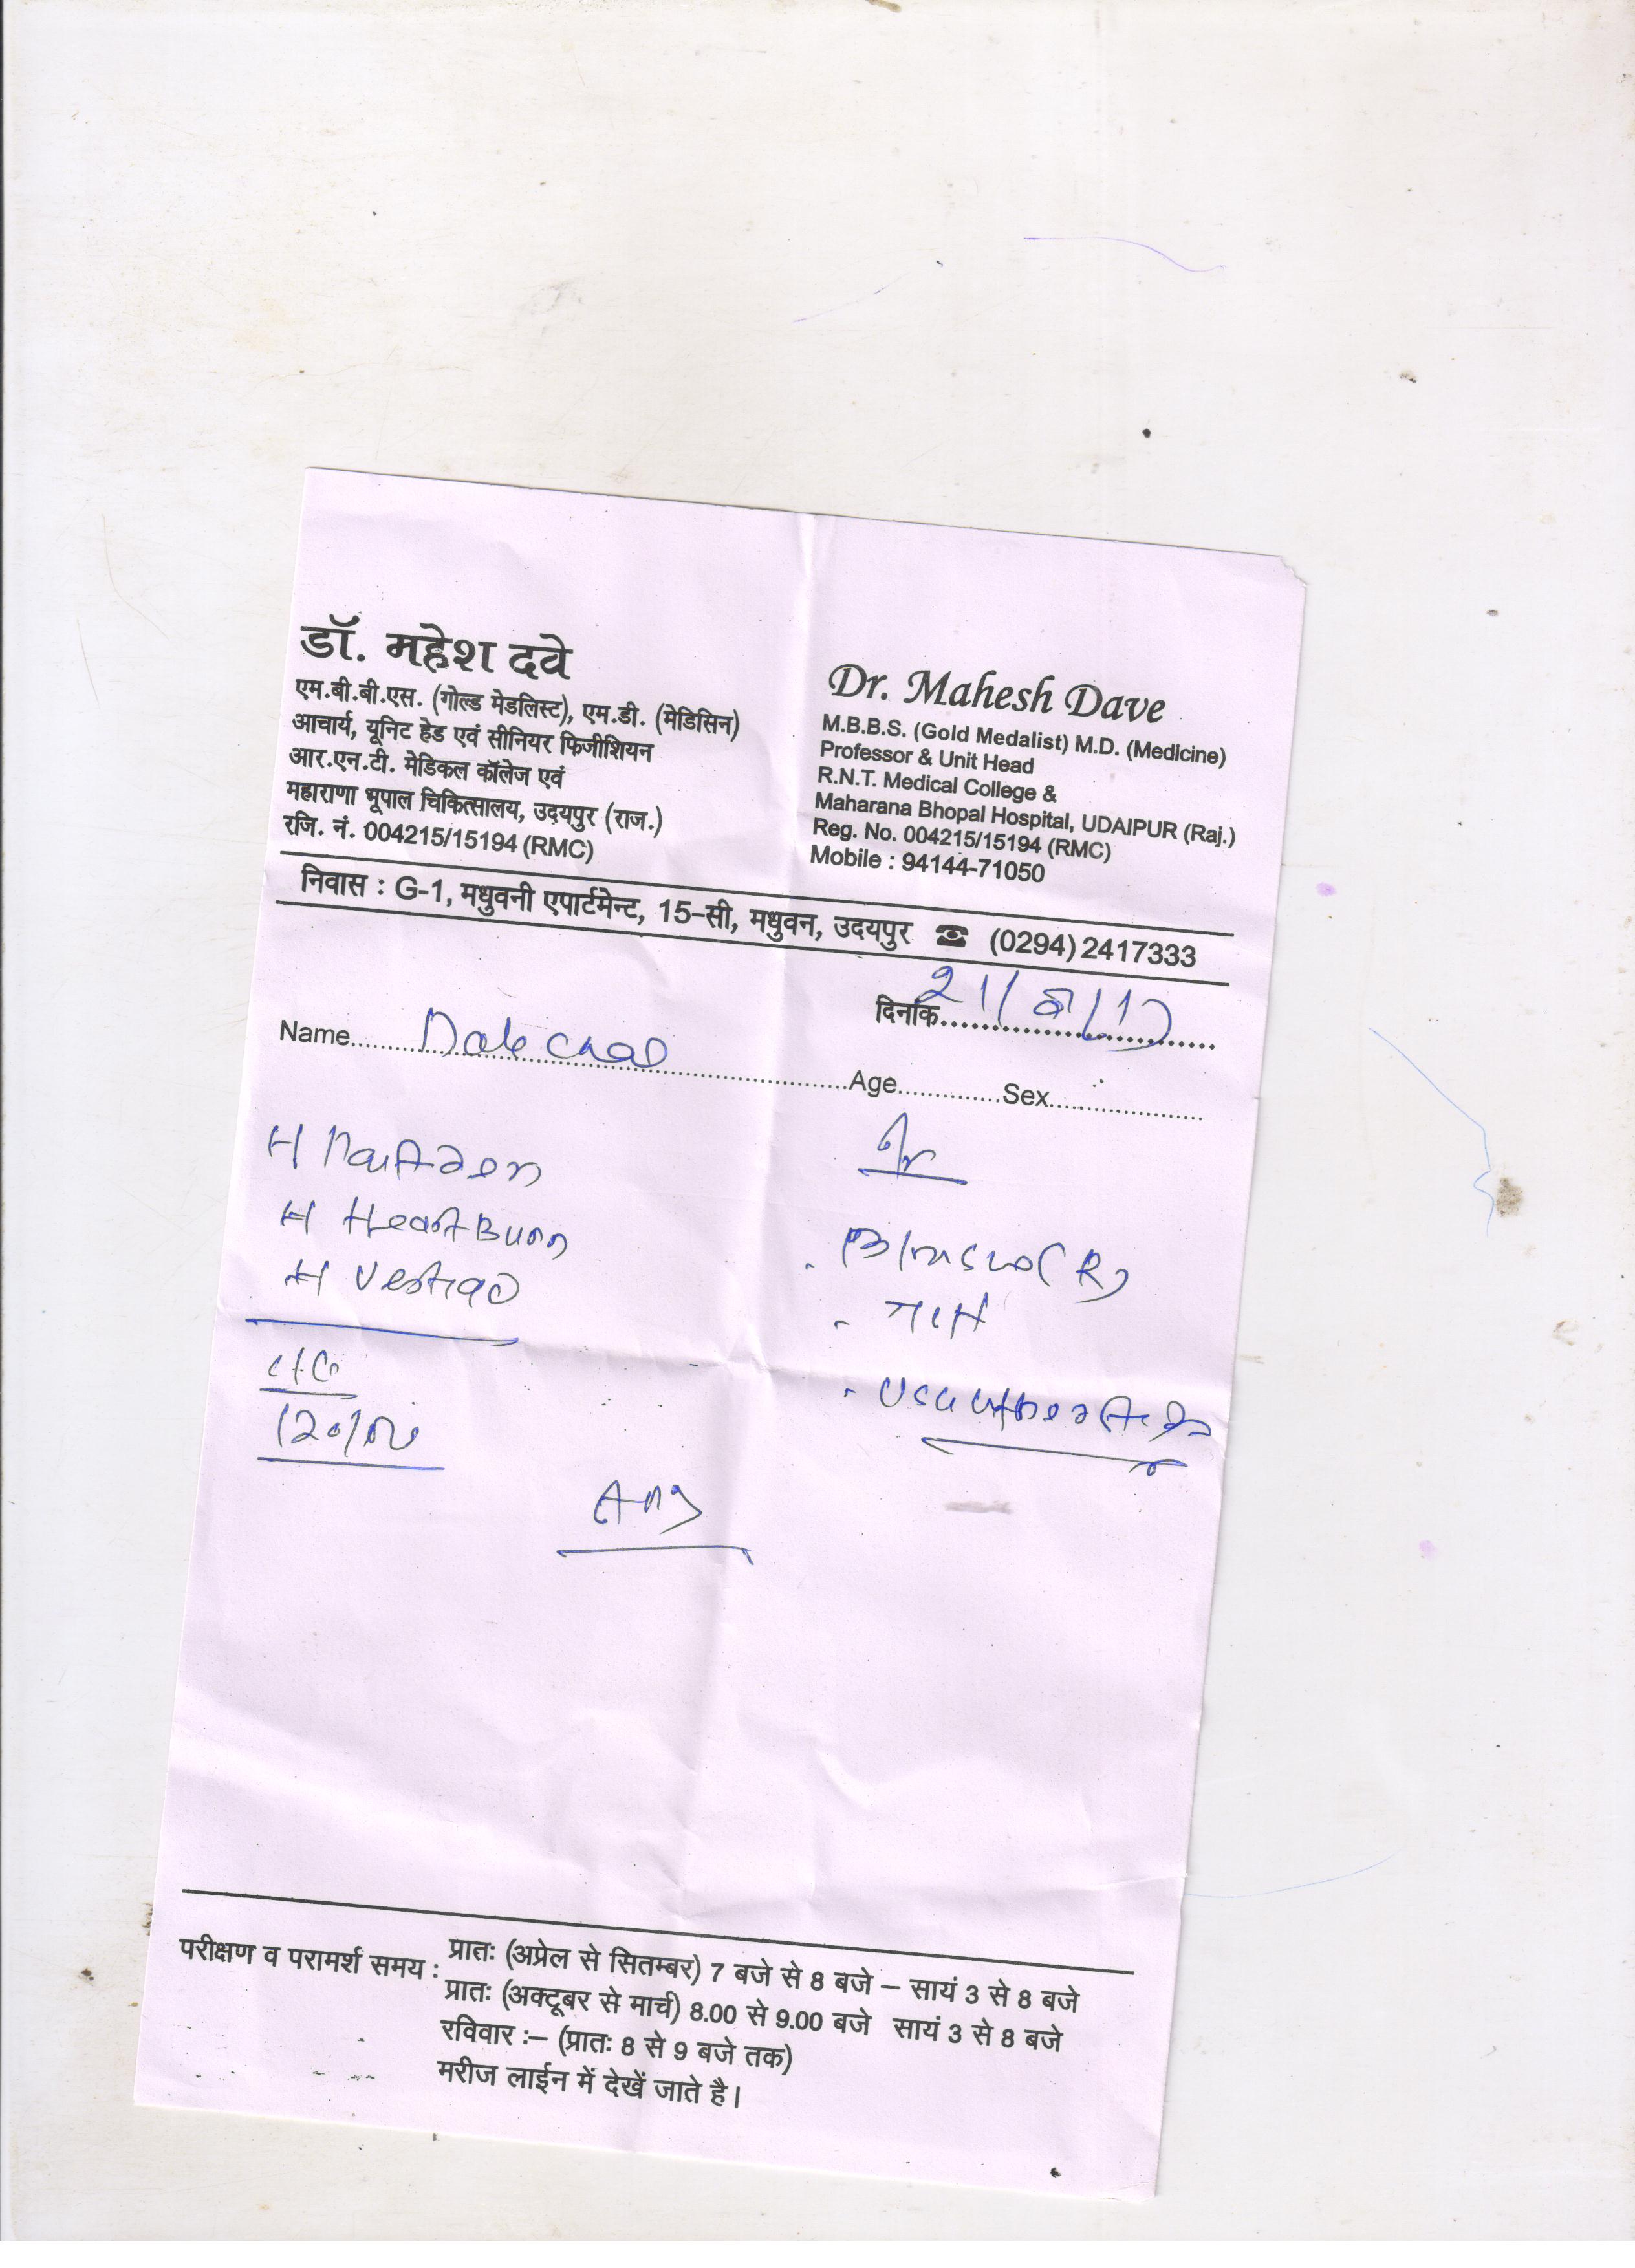 डॉ. महेश दवे
एम.बी.बी.एस. (गोल्ड मेडलिस्ट), एम.डी. (मेडिसिन)
आचार्य, यूनिट हेड एवं सीनियर फिजीशियन
आर.एन.टी. मेडिकल कॉलेज एवं
महाराणा भूपाल चिकित्सालय, उदयपुर (राज.)
रजि. नं. 004215/15194 (RMC)
Dr. Mahesh Dave
M.B.B.S. (Gold Medalist) M.D. (Medicine)
Professor & Unit Head
R.N.T. Medical College &
Maharana Bhopal Hospital, UDAIPUR (Raj.)
Reg. No. 004215/15194 (RMC)
Mobile : 94144-71050
निवास : G-1, मधुवनी एपार्टमेन्ट, 15-सी, मधुवन, उदयपुर ☎ (0294) 2417333
दिनांक
Name Age Sex
H Heart Burn
H Vertigo
परीक्षण व परामर्श समय : प्रातः (अप्रेल से सितम्बर) 7 बजे से 8 बजे – सायं 3 से 8 बजे
प्रातः (अक्टूबर से मार्च) 8.00 से 9.00 बजे सायं 3 से 8 बजे
रविवार :– (प्रातः 8 से 9 बजे तक)
मरीज लाईन में देखें जाते है।